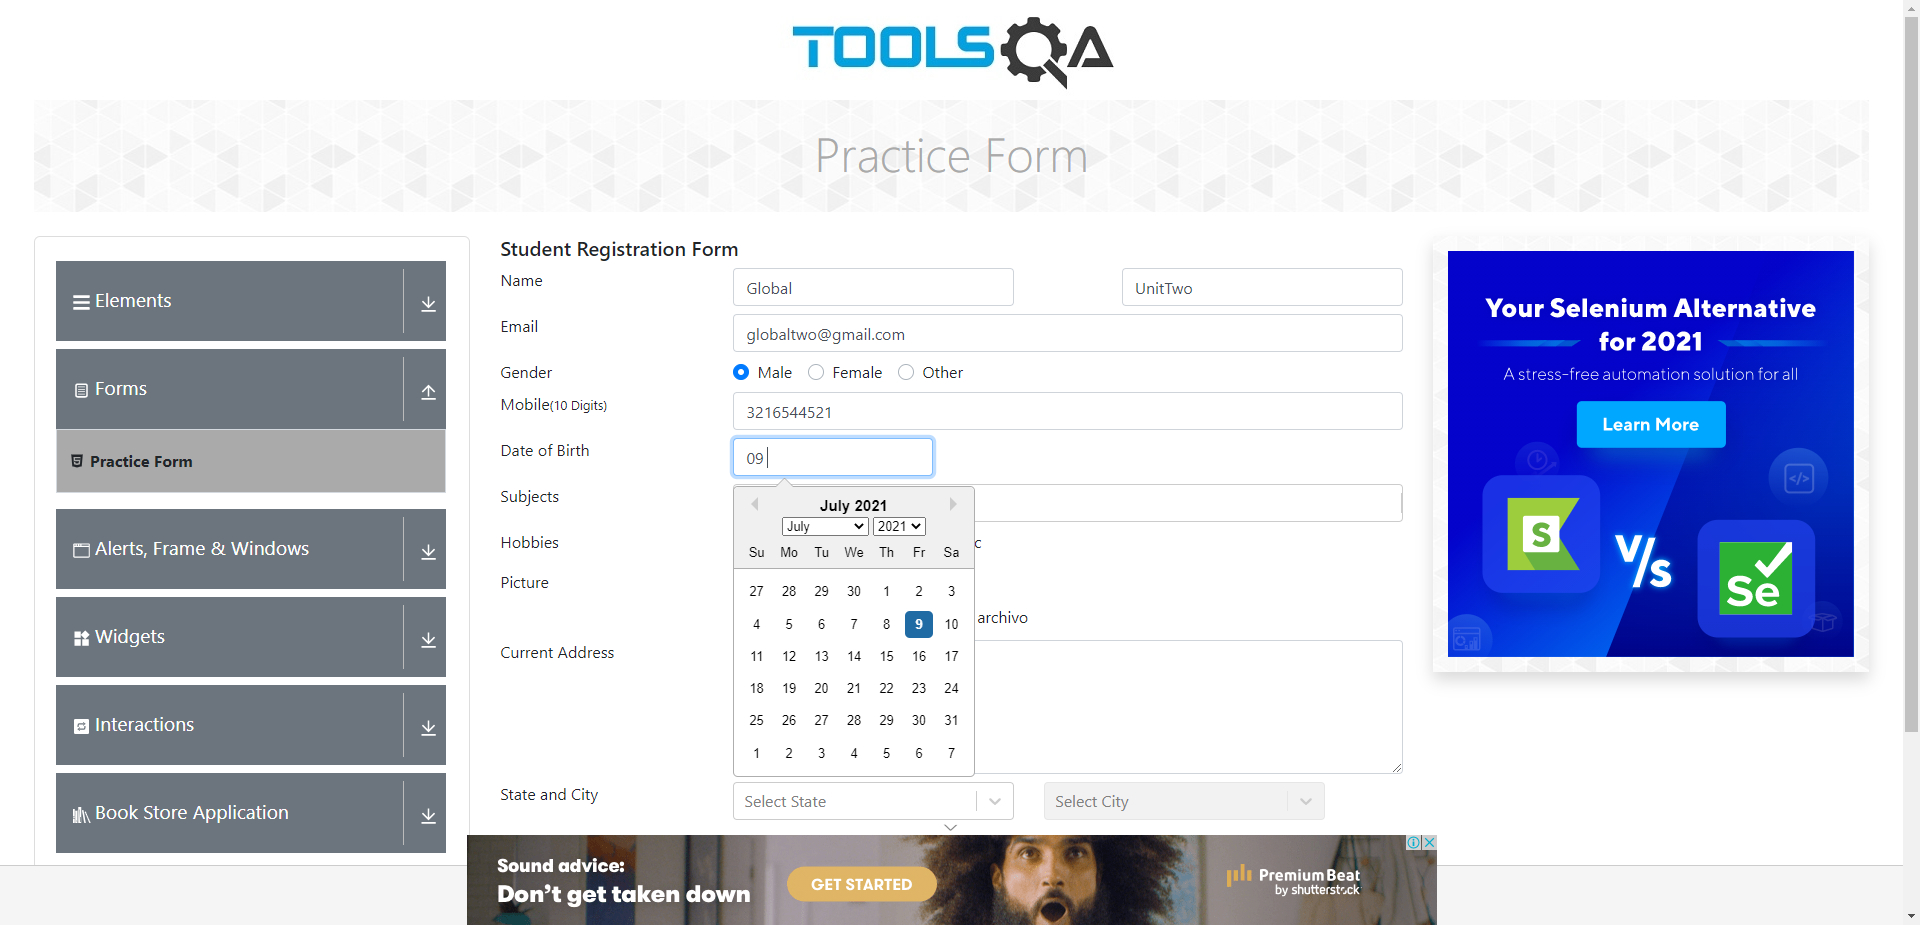 TOOLSQA
Practice Form
Elements
Forms
Practice Form
Alerts, Frame & Windows
Widgets
Interactions
Book Store Application
Student Registration Form
Name
Global
UnitTwo
Email
globaltwo@gmail.com
Gender
Male
Female
Other
Mobile(10 Digits)
3216544521
Date of Birth
09
July 2021
July
2021
Su Mo Tu We Th Fr Sa
27 28 29 30 1 2 3
4 5 6 7 8 9 10
11 12 13 14 15 16 17
18 19 20 21 22 23 24
25 26 27 28 29 30 31
1 2 3 4 5 6 7
Subjects
Hobbies
c
Picture
archivo
Current Address
State and City
Select State
Select City
Your Selenium Alternative
for 2021
A stress-free automation solution for all
Learn More
S
V/s
Se
Sound advice:
Don't get taken down
GET STARTED
PremiumBeat
by shutterstock